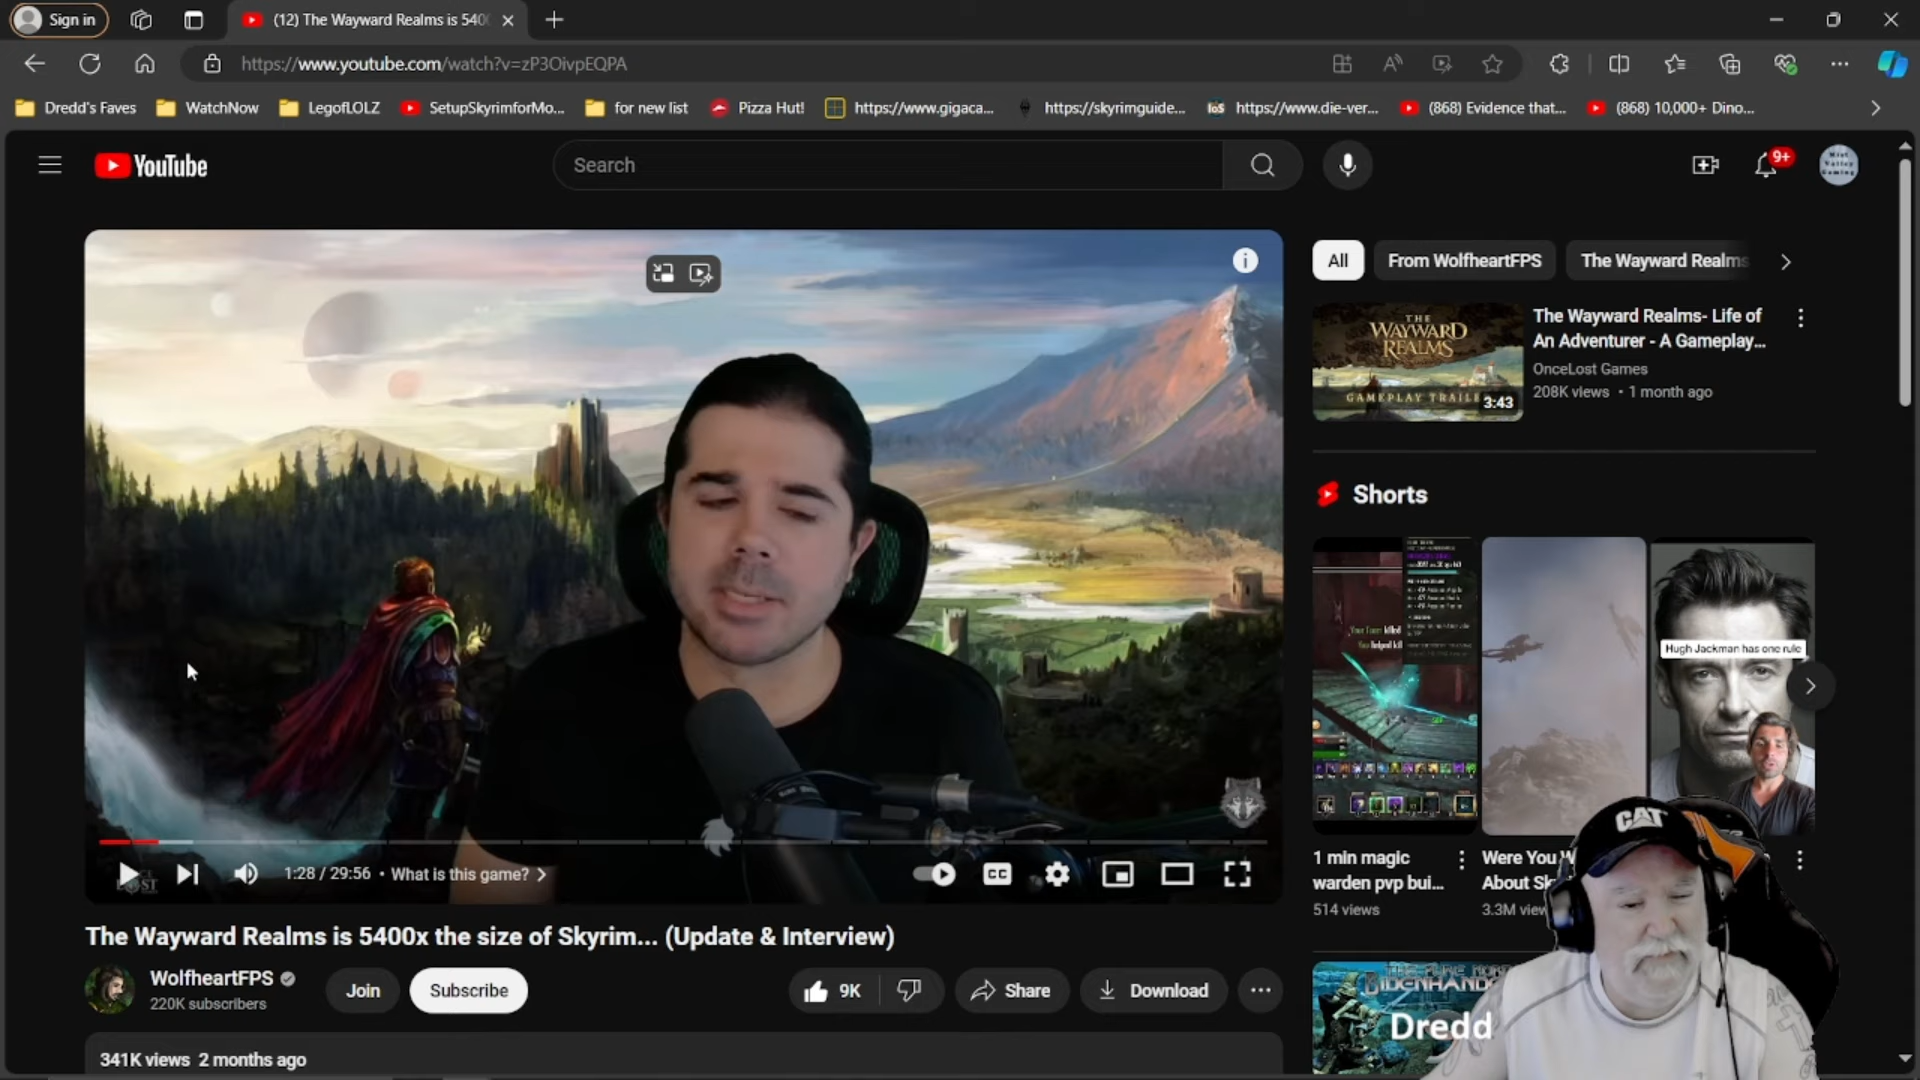 Sign in
(12) The Wayward Realms is 540
https://www.youtube.com/watch?v=zP3OivpEQPA
Dredd's Faves
WatchNow
LegoflLOLZ
SetupSkyrimforMo...
for new list
Pizza Hut!
https://www.gigaca...
https://skyrimguide...
https://www.die-ver...
(868) Evidence that...
(868) 10,000+ Dino...
YouTube
Search
9+
All
From WolfheartFPS
The Wayward Realms
THE
WAYWARD
REALMS
GAMEPLAY TRAILE
3:43
The Wayward Realms- Life of
An Adventurer - A Gameplay...
OnceLost Games
208K views • 1 month ago
Shorts
Hugh Jackman has one rule
1 min magic
warden pvp bui...
514 views
Were You W
About Sk
3.3M view
1:28 / 29:56 • What is this game?
CC
The Wayward Realms is 5400x the size of Skyrim... (Update & Interview)
WolfheartFPS
220K subscribers
Join
Subscribe
9K
Share
Download
341K views 2 months ago
CAT
Dredd